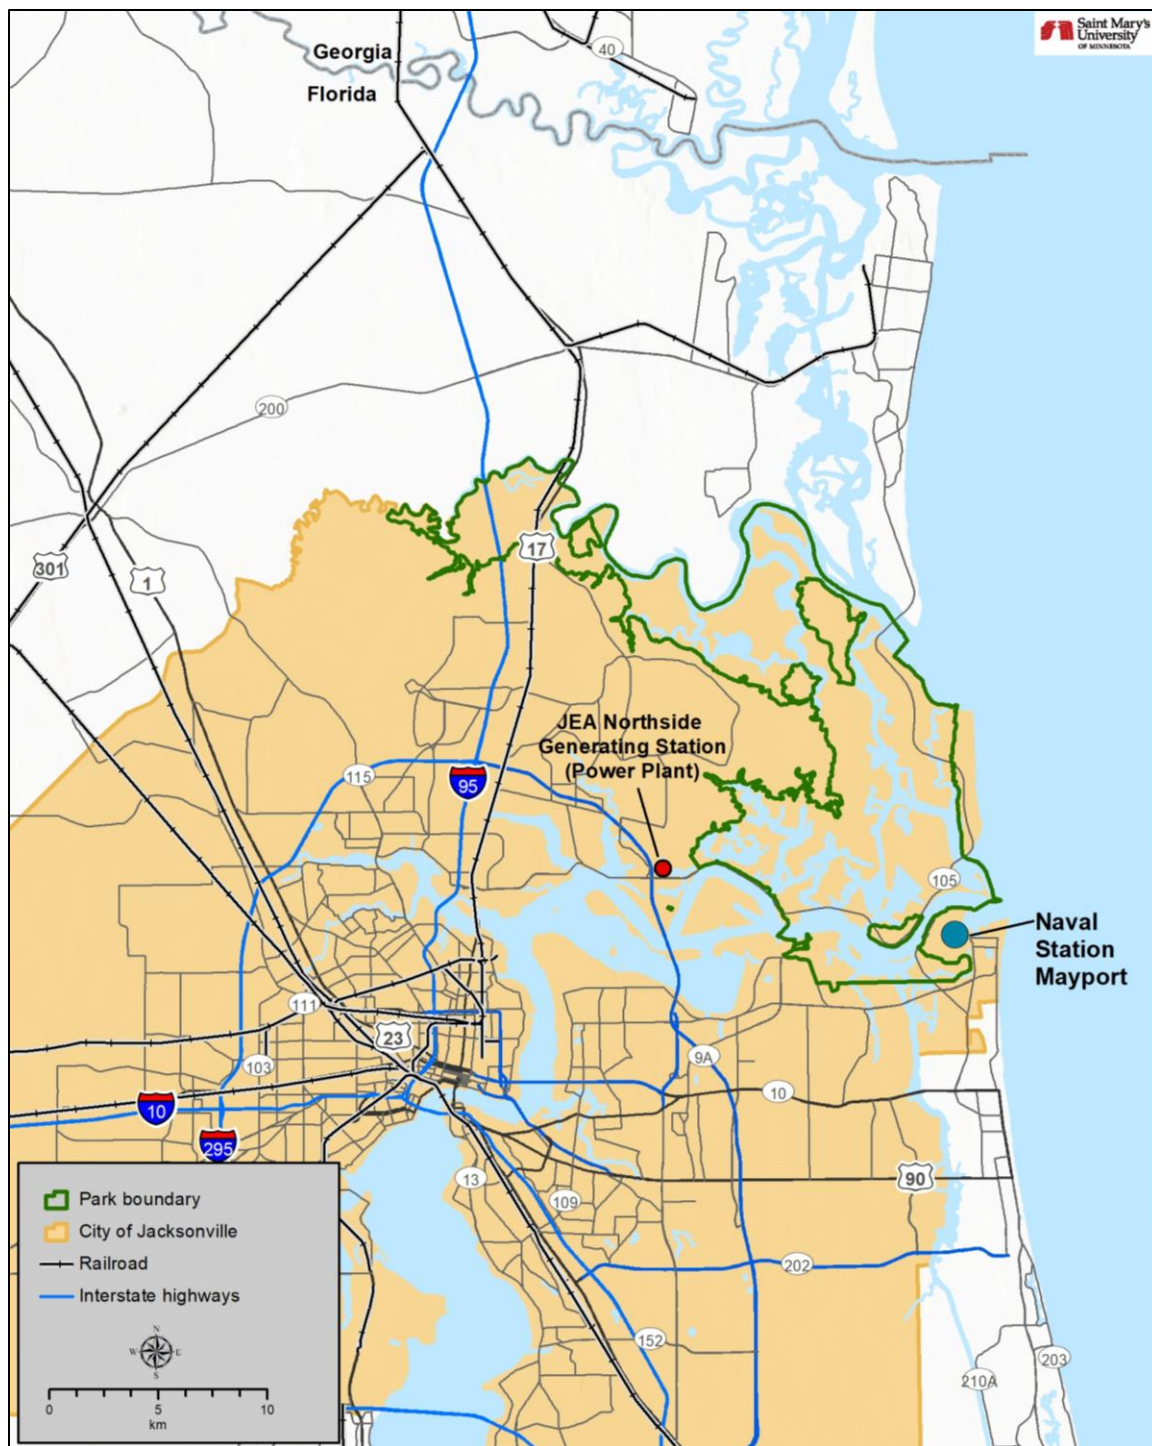 Saint Mary's
University
OF MINNESOTA
40
Georgia
Florida
200
17
301
1
JEA Northside
Generating Station
(Power Plant)
115
95
105
Naval
Station
Mayport
111
23
103
9A
10
10
295
90
13
109
202
152
203
210A
Park boundary
City of Jacksonville
Railroad
Interstate highways
N
W
E
S
0 5 10
km